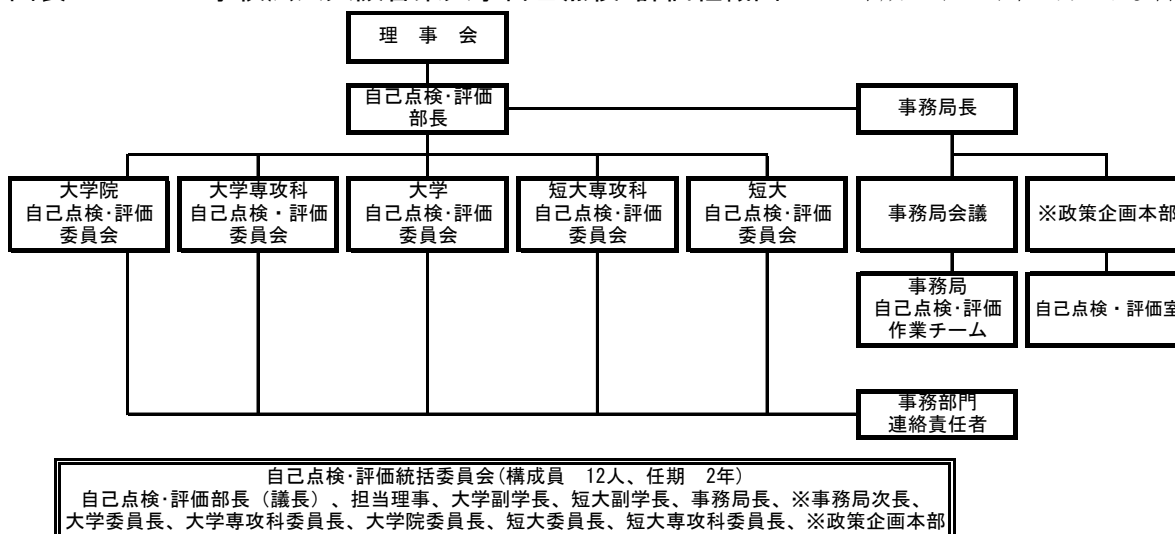 理　事　会
自己点検･評価
部長
事務局長
大学院
自己点検･評価
委員会
大学専攻科
自己点検・評価
委員会
大学
自己点検･評価
委員会
短大専攻科
自己点検･評価
委員会
短大
自己点検･評価
委員会
事務局会議
※政策企画本部
事務局
自己点検･評価
作業チーム
自己点検・評価室
事務部門
連絡責任者
自己点検･評価統括委員会(構成員　12人、任期　2年)
自己点検･評価部長（議長）、担当理事、大学副学長、短大副学長、事務局長、※事務局次長、
大学委員長、大学専攻科委員長、大学院委員長、短大委員長、短大専攻科委員長、※政策企画本部